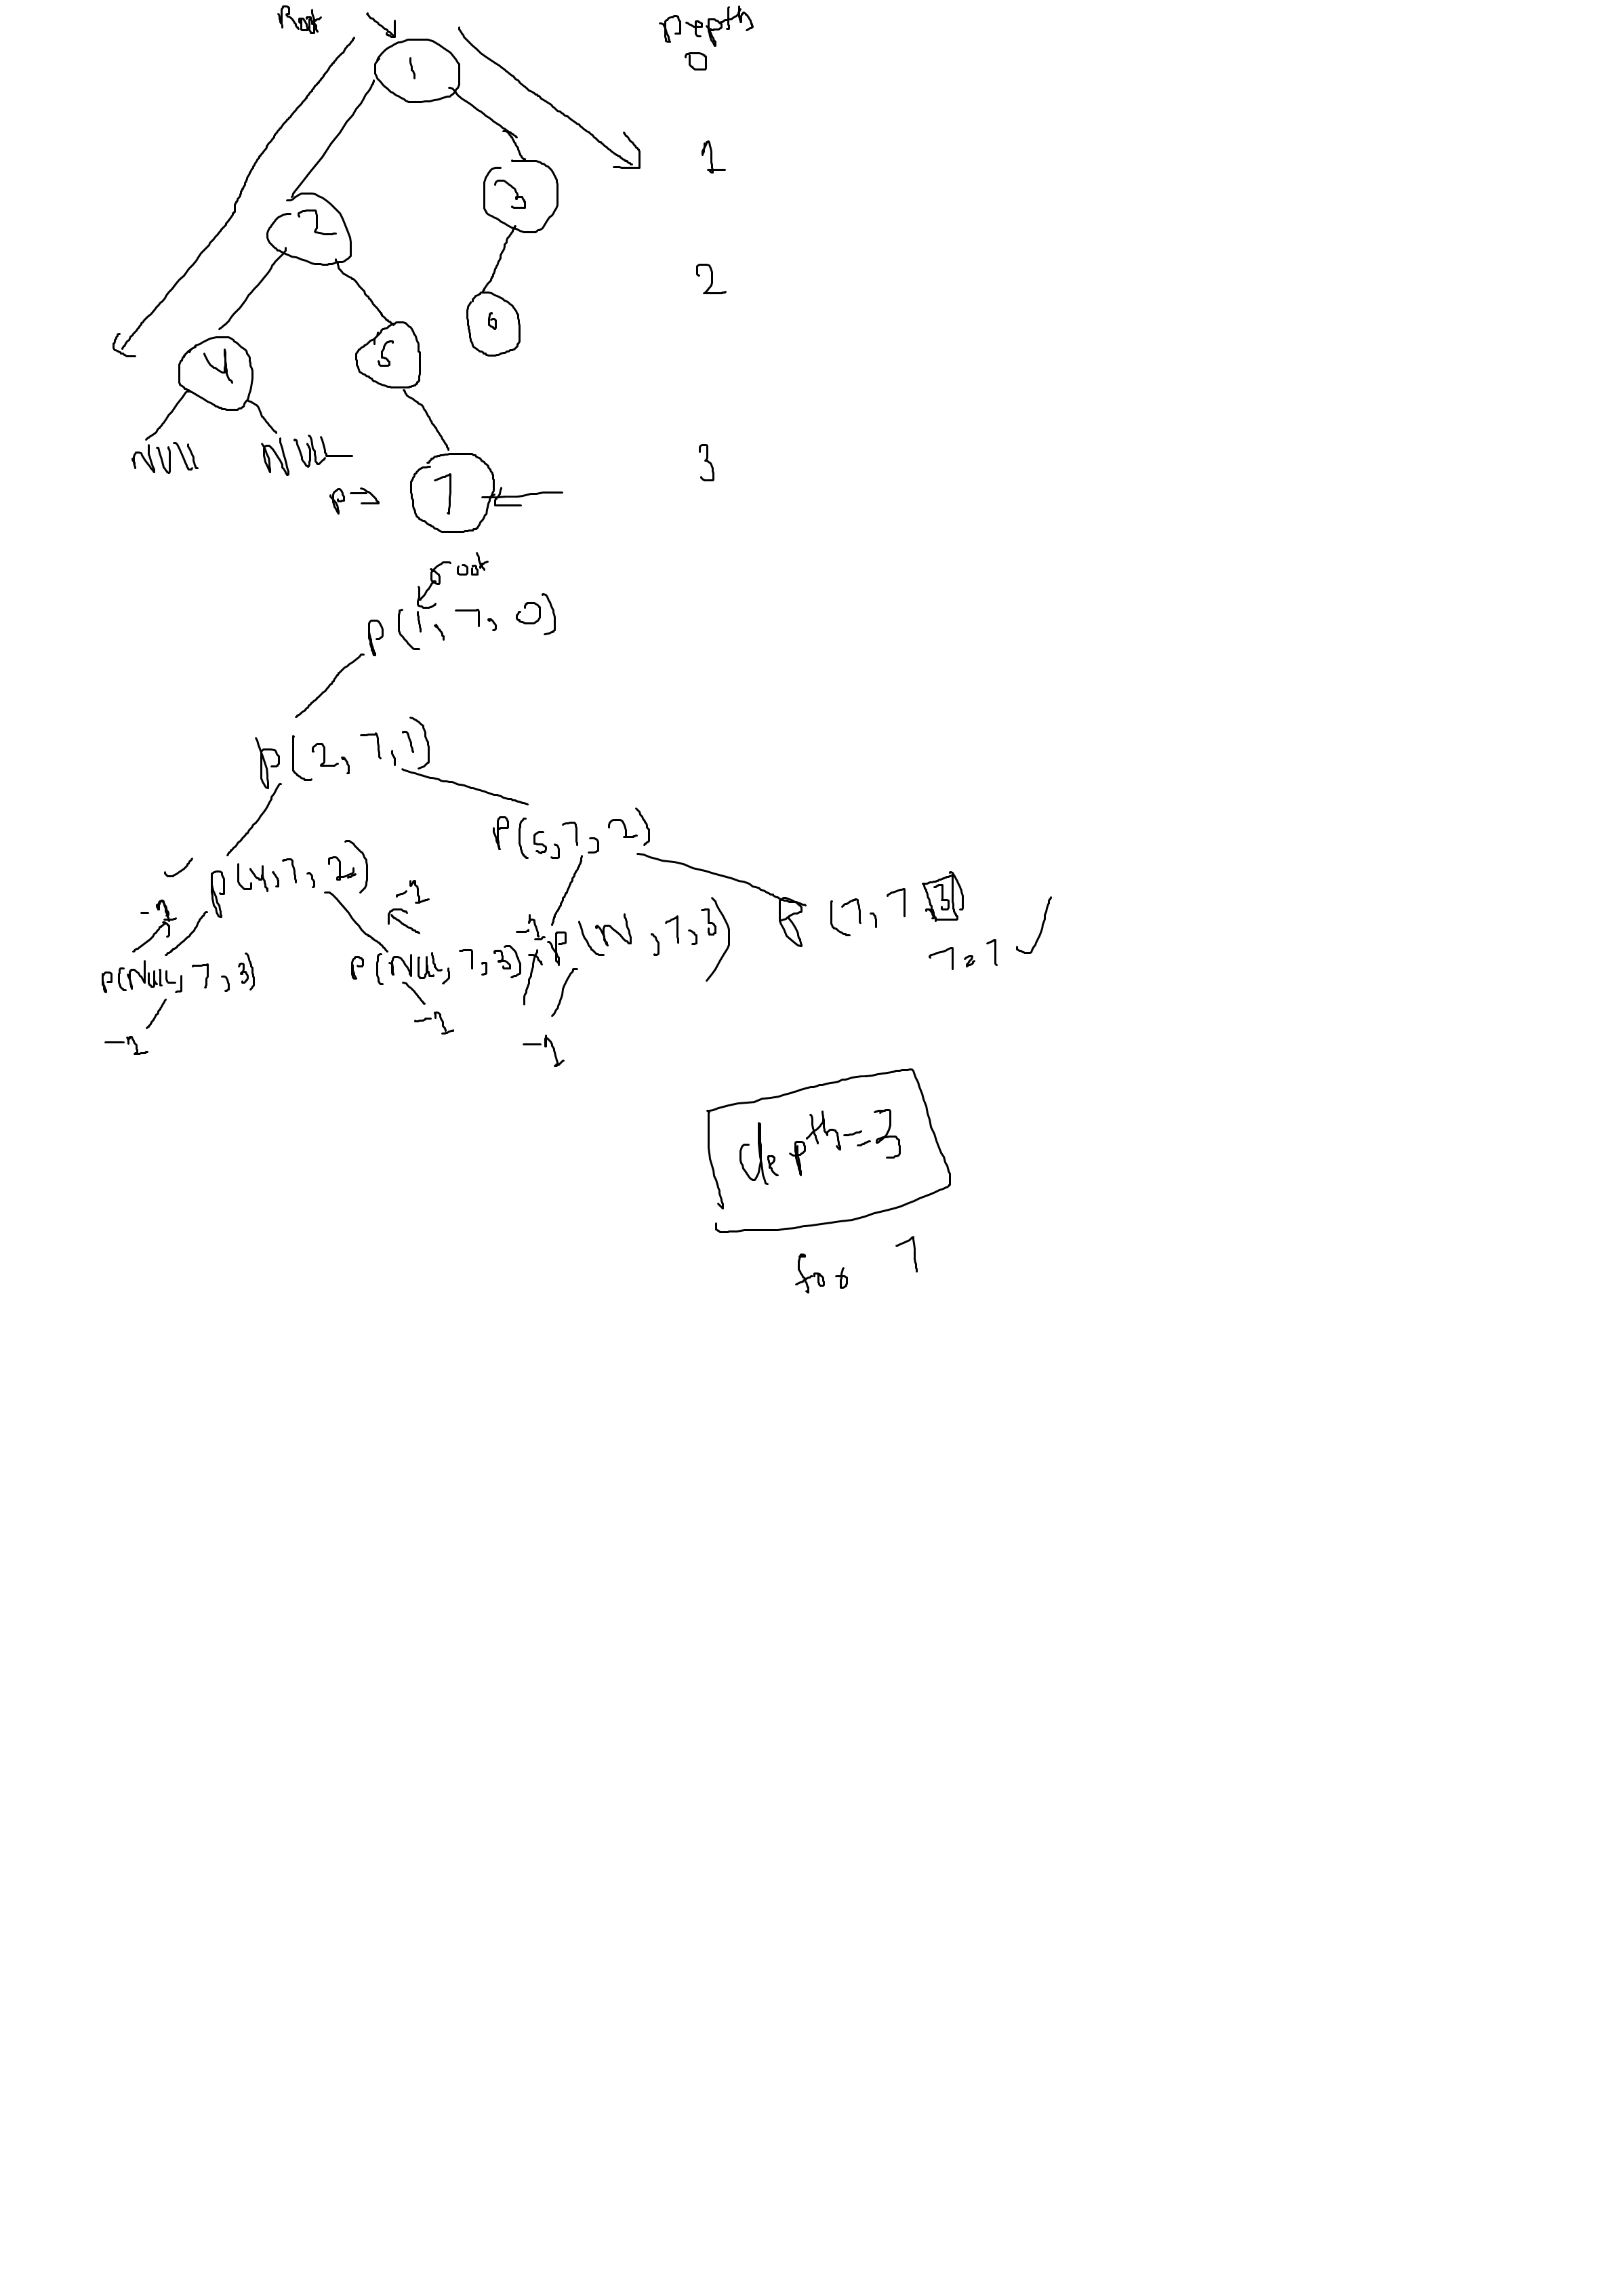 Root Depth
0
1
1
3
2
2
6
5
4
NULL NULL
3
P→ 7
root
P(1, 7, 0)
P(2, 7, 1)
P(5, 7, 2)
P(4, 7, 2)
-1 -1
P(7, 7 3)
-1
P(N, 7, 3)
P(NULL, 7, 3) P(NULL, 7, 3)
7=7
-1
-1 -1
depth=3
for 7